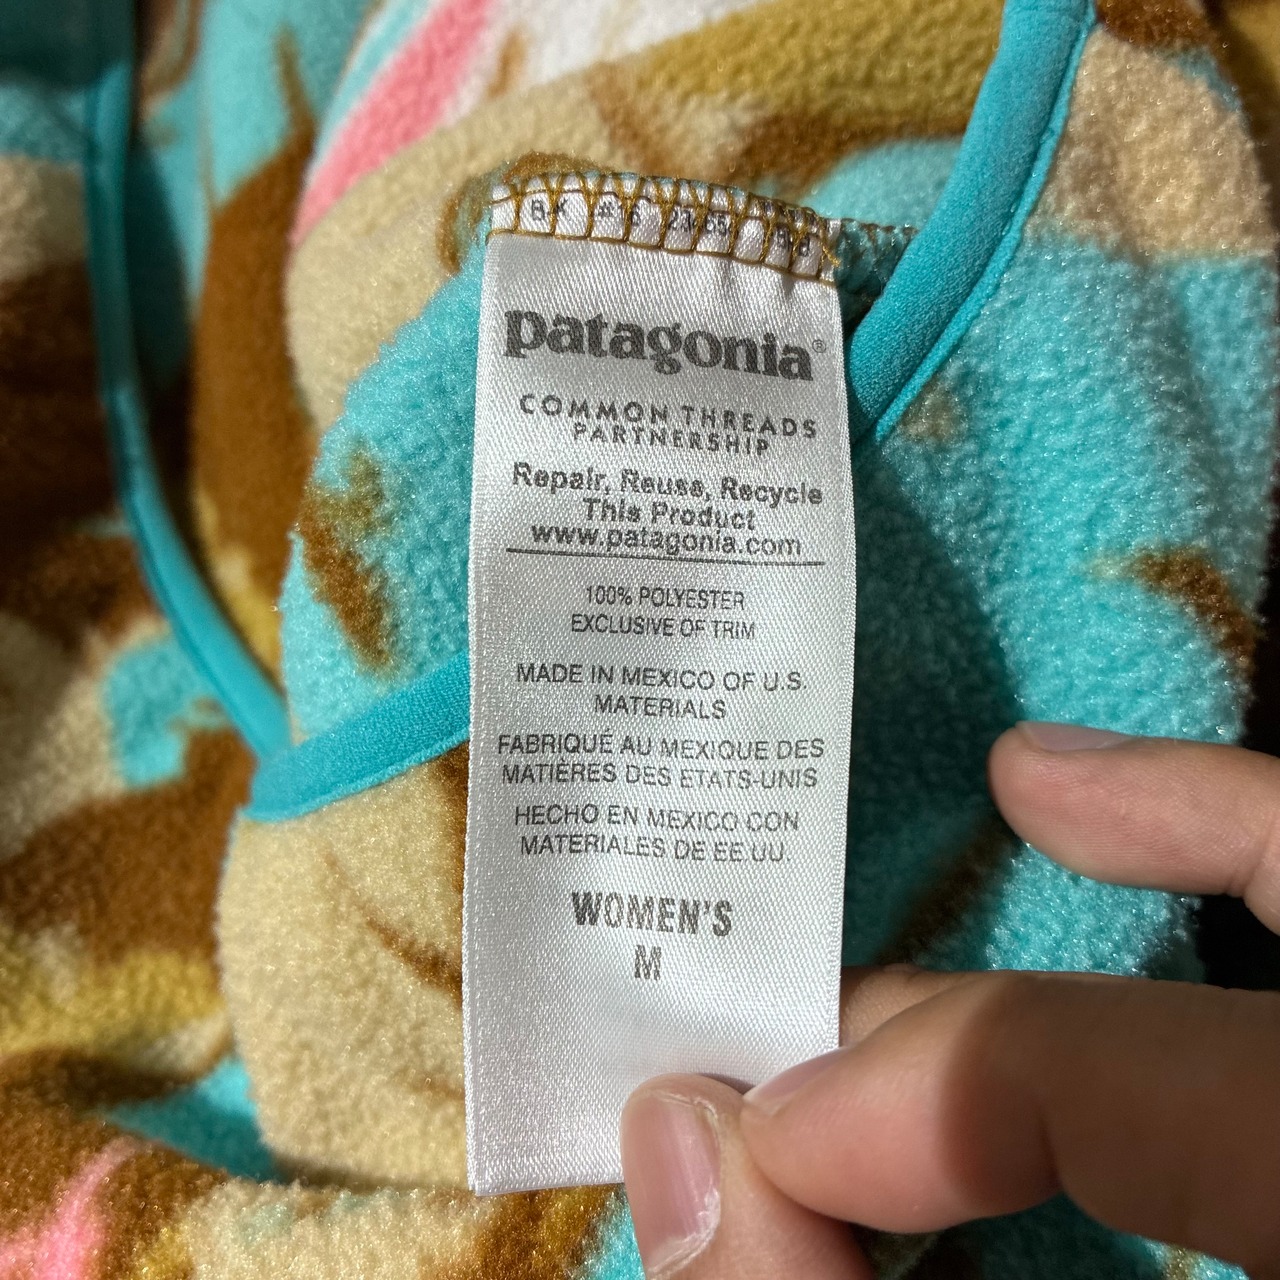 patagonia®
COMMON THREADS
PARTNERSHIP
Repair, Reuse, Recycle
This Product
www.patagonia.com
100% POLYESTER
EXCLUSIVE OF TRIM
MADE IN MEXICO OF U.S.
MATERIALS
FABRIQUÉ AU MEXIQUE DES
MATIÈRES DES ETATS-UNIS
HECHO EN MEXICO CON
MATERIALES DE EE.UU.
WOMEN'S
M